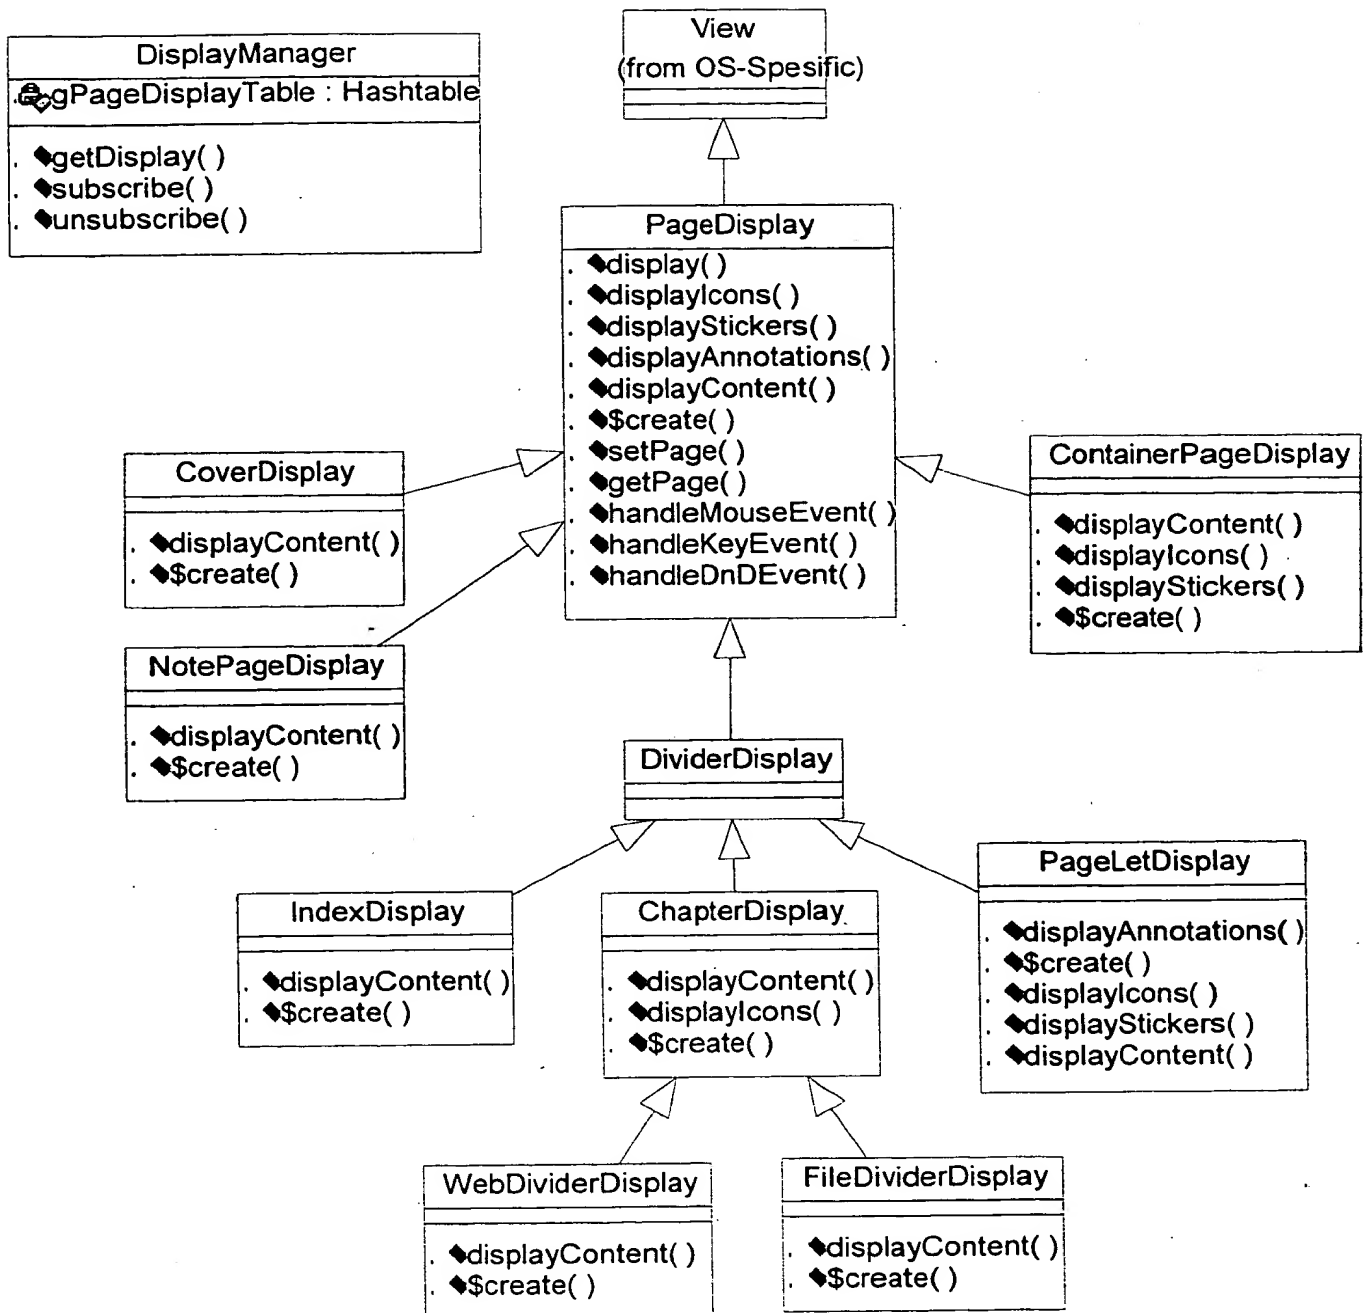 DisplayManager
gPageDisplayTable : Hashtable
getDisplay( )
subscribe( )
unsubscribe( )
View
(from OS-Spesific)
PageDisplay
display( )
displayIcons( )
displayStickers( )
displayAnnotations( )
displayContent( )
$create( )
setPage( )
getPage( )
handleMouseEvent( )
handleKeyEvent( )
handleDnDEvent( )
CoverDisplay
displayContent( )
$create( )
ContainerPageDisplay
displayContent( )
displayIcons( )
displayStickers( )
$create( )
NotePageDisplay
displayContent( )
$create( )
DividerDisplay
IndexDisplay
displayContent( )
$create( )
ChapterDisplay
displayContent( )
displayIcons( )
$create( )
PageLetDisplay
displayAnnotations( )
$create( )
displayIcons( )
displayStickers( )
displayContent( )
WebDividerDisplay
displayContent( )
$create( )
FileDividerDisplay
displayContent( )
$create( )